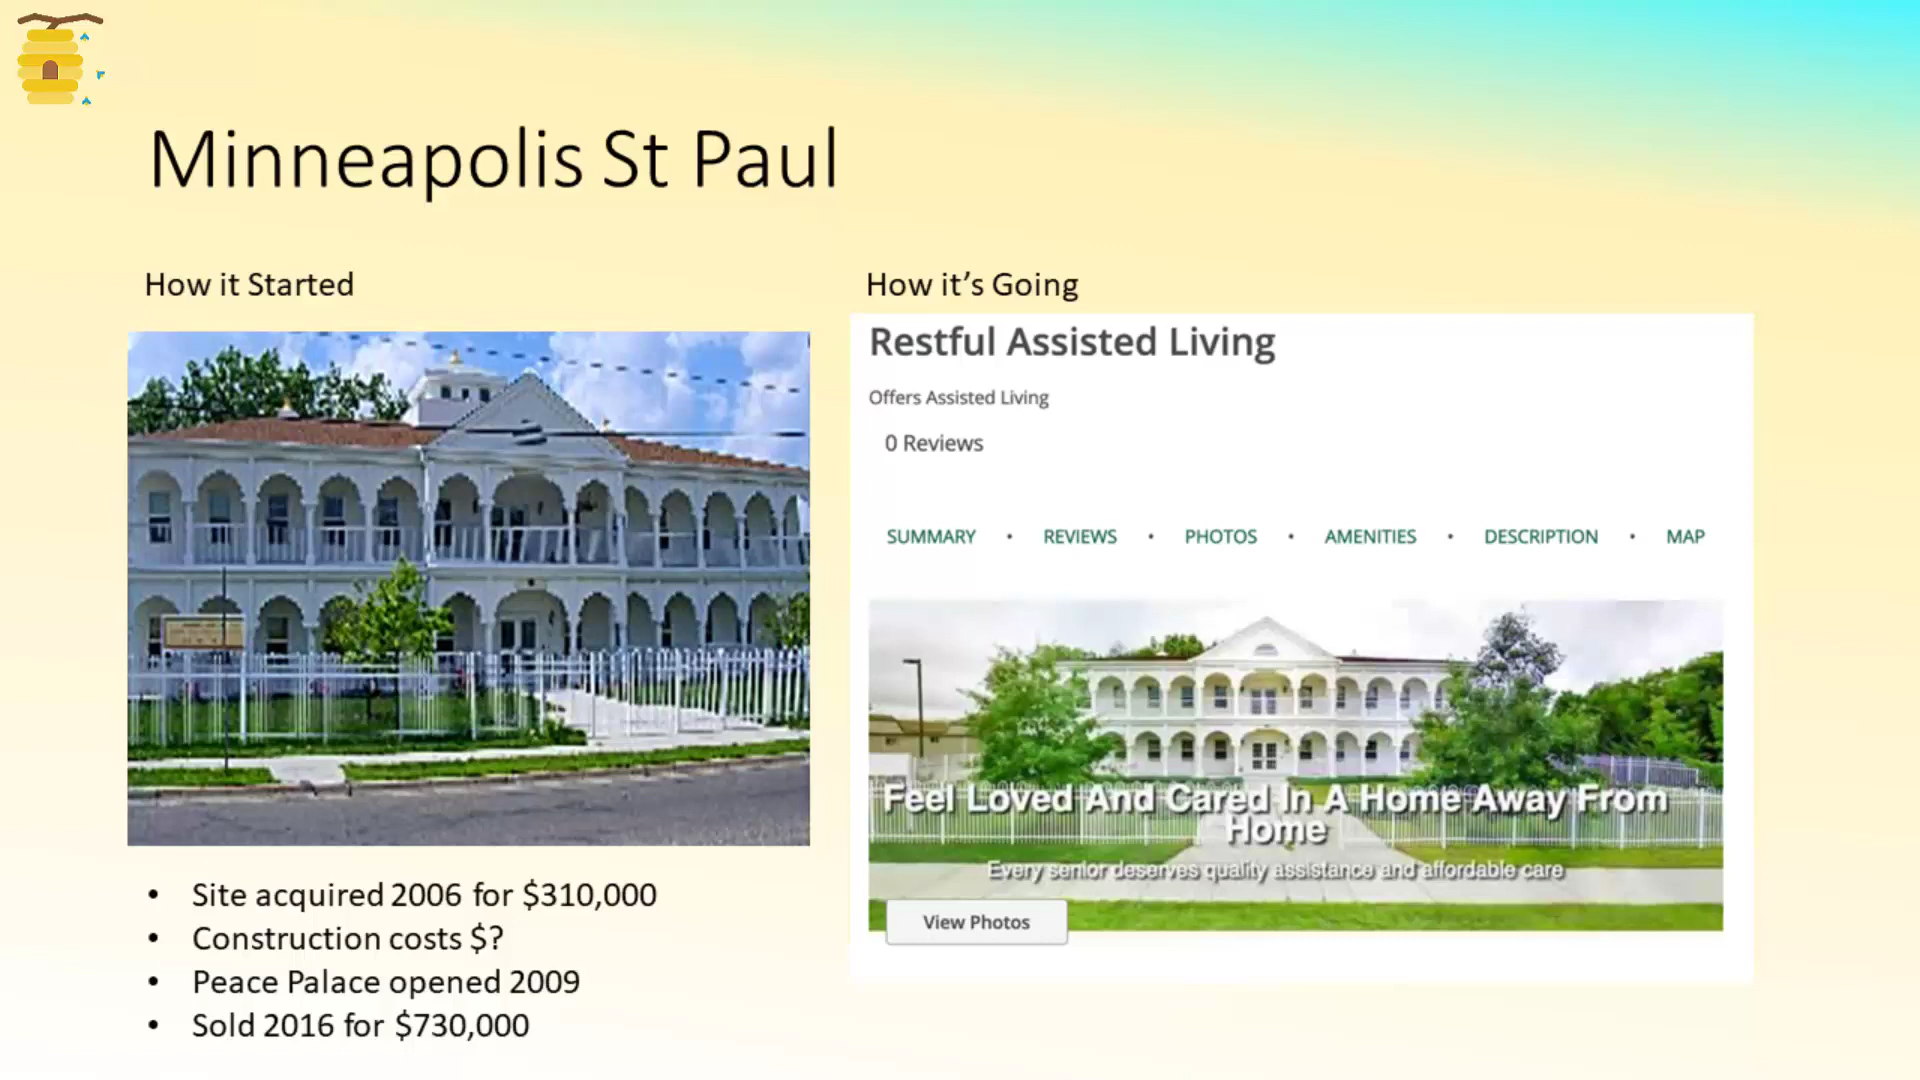 Minneapolis St Paul
How it Started
How it's Going
Restful Assisted Living
Offers Assisted Living
0 Reviews
SUMMARY • REVIEWS • PHOTOS • AMENITIES • DESCRIPTION • MAP
Feel Loved And Cared In A Home Away From
Home
Every senior deserves quality assistance and affordable care
View Photos
• Site acquired 2006 for $310,000
• Construction costs $?
• Peace Palace opened 2009
• Sold 2016 for $730,000